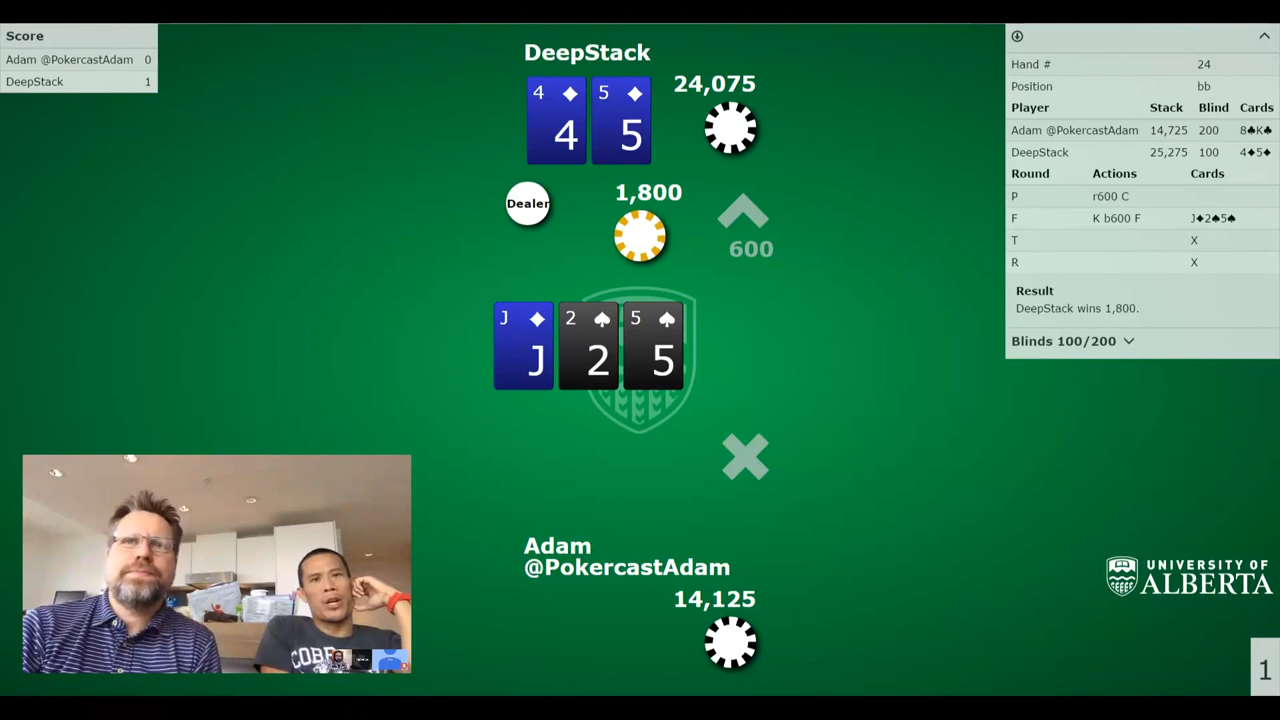 Score
Adam @PokercastAdam 0
DeepStack 1
DeepStack
4♦ 5♦
4 5
24,075
Dealer
1,800
600
J♦ 2♠ 5♠
J 2 5
Adam
@PokercastAdam
14,125
Hand # 24
Position bb
Player Stack Blind Cards
Adam @PokercastAdam 14,725 200 8♣K♣
DeepStack 25,275 100 4♦5♦
Round Actions Cards
P r600 C
F K b600 F J♦2♠5♠
T X
R X
Result
DeepStack wins 1,800.
Blinds 100/200
UNIVERSITY OF
ALBERTA
1
COBR